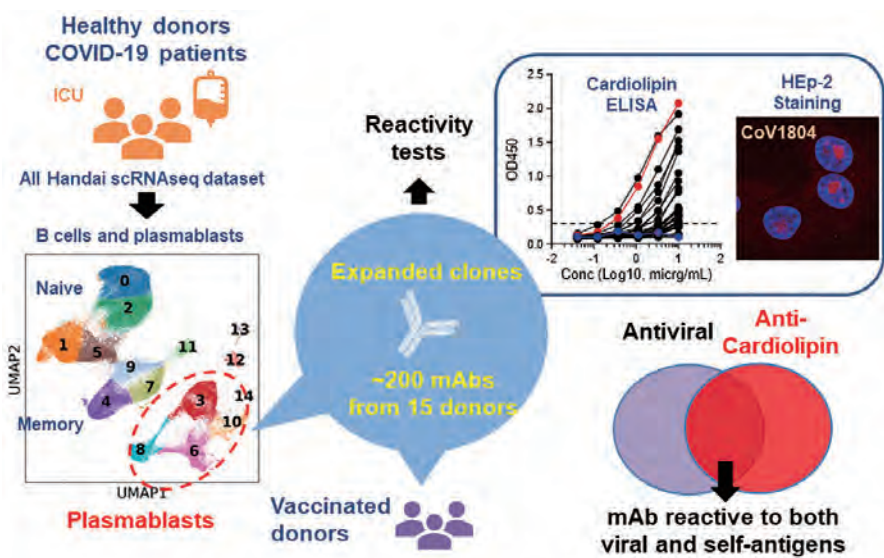 Healthy donors
COVID-19 patients
ICU
All Handai scRNAseq dataset
B cells and plasmablasts
Naive
0
2
1
5
13
11
12
9
7
4
3
14
10
Memory
8
6
UMAP2
UMAP1
Plasmablasts
Reactivity
tests
Expanded clones
~200 mAbs
from 15 donors
Vaccinated
donors
Cardiolipin
ELISA
2.5
2.0
1.5
1.0
0.5
0.0
OD450
-2
-1
0
1
2
Conc (Log10, micrg/mL)
HEp-2
Staining
CoV1804
Antiviral
Anti-
Cardiolipin
mAb reactive to both
viral and self-antigens